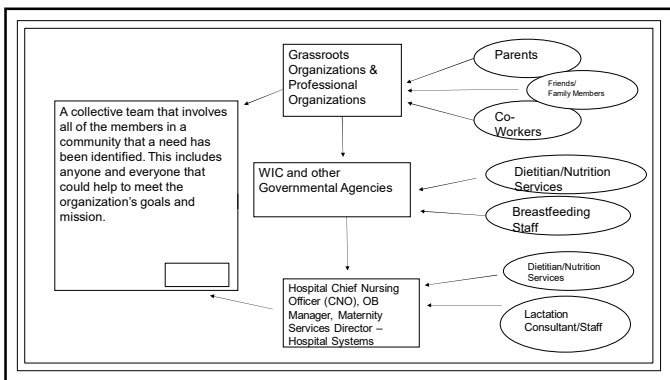 Grassroots
Organizations &
Professional
Organizations
Parents
Friends/
Family Members
Co-
Workers
A collective team that involves
all of the members in a
community that a need has
been identified. This includes
anyone and everyone that
could help to meet the
organization's goals and
mission.
WIC and other
Governmental Agencies
Dietitian/Nutrition
Services
Breastfeeding
Staff
Hospital Chief Nursing
Officer (CNO), OB
Manager, Maternity
Services Director –
Hospital Systems
Dietitian/Nutrition
Services
Lactation
Consultant/Staff